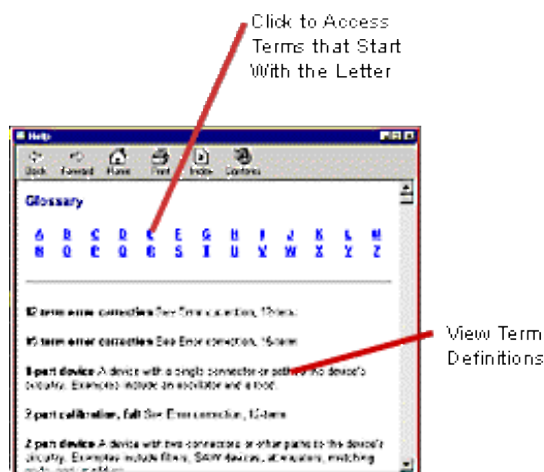 Click to Access
Terms that Start
With the Letter
Help
Back Forward Home Print Index Contents
Glossary
A B C D E F G H I J K L M
N O P Q R S T U V W X Y Z
12 term error correction See Error correction, 12-term
16 term error correction See Error correction, 16-term
1-port device A device with a single connector or path to the device's
circuitry. Examples include an oscillator and a load.
View Term
Definitions
2 port calibration, full See Error correction, 12-term
2 port device A device with two connectors or other paths to the device's
circuitry. Examples include filters, SAW devices, attenuators, matching